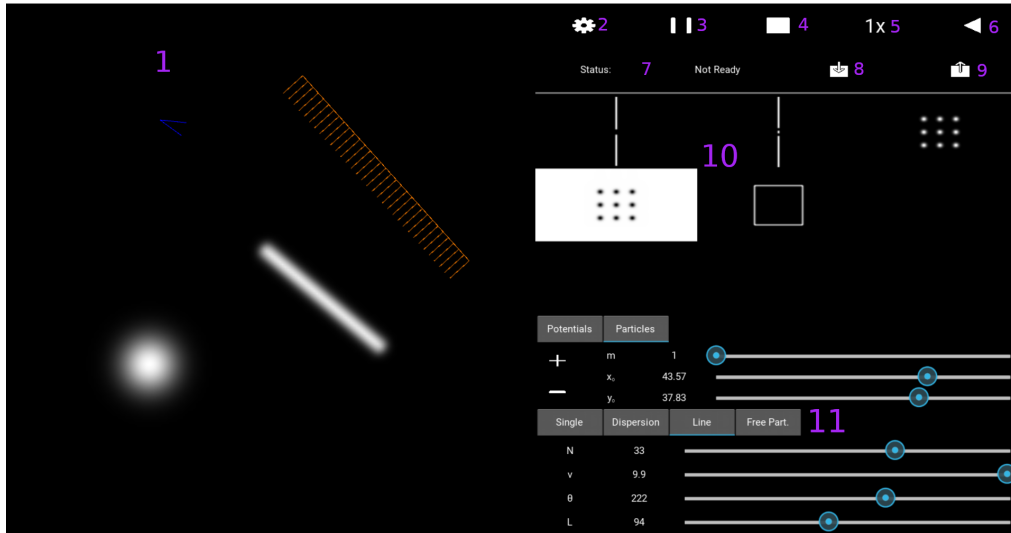 1
2
3
4
1x 5
6
Status: 7 Not Ready
8
9
10
Potentials Particles
m 1
x₀ 43.57
y₀ 37.83
Single Dispersion Line Free Part. 11
N 33
v 9.9
θ 222
L 94